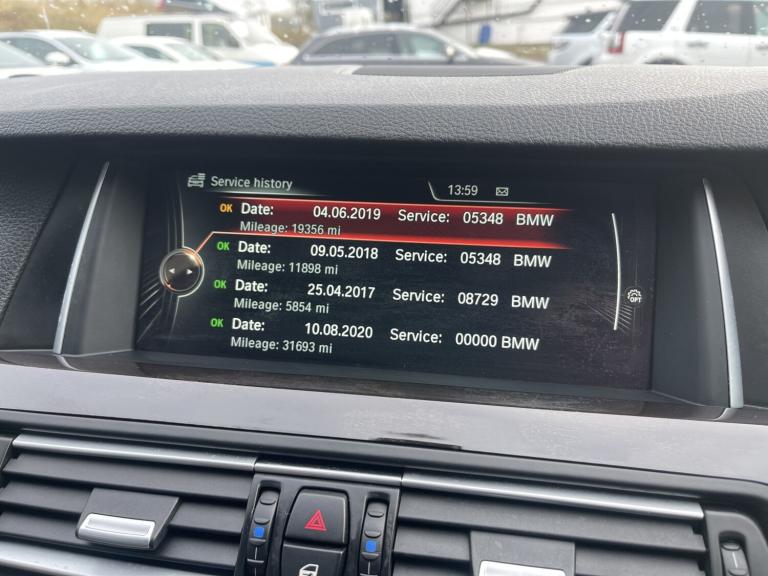 Service history
13:59
OK Date: 04.06.2019 Service: 05348 BMW
Mileage: 19356 mi
OK Date: 09.05.2018 Service: 05348 BMW
Mileage: 11898 mi
OK Date: 25.04.2017 Service: 08729 BMW
Mileage: 5854 mi
OK Date: 10.08.2020 Service: 00000 BMW
Mileage: 31693 mi
OPT